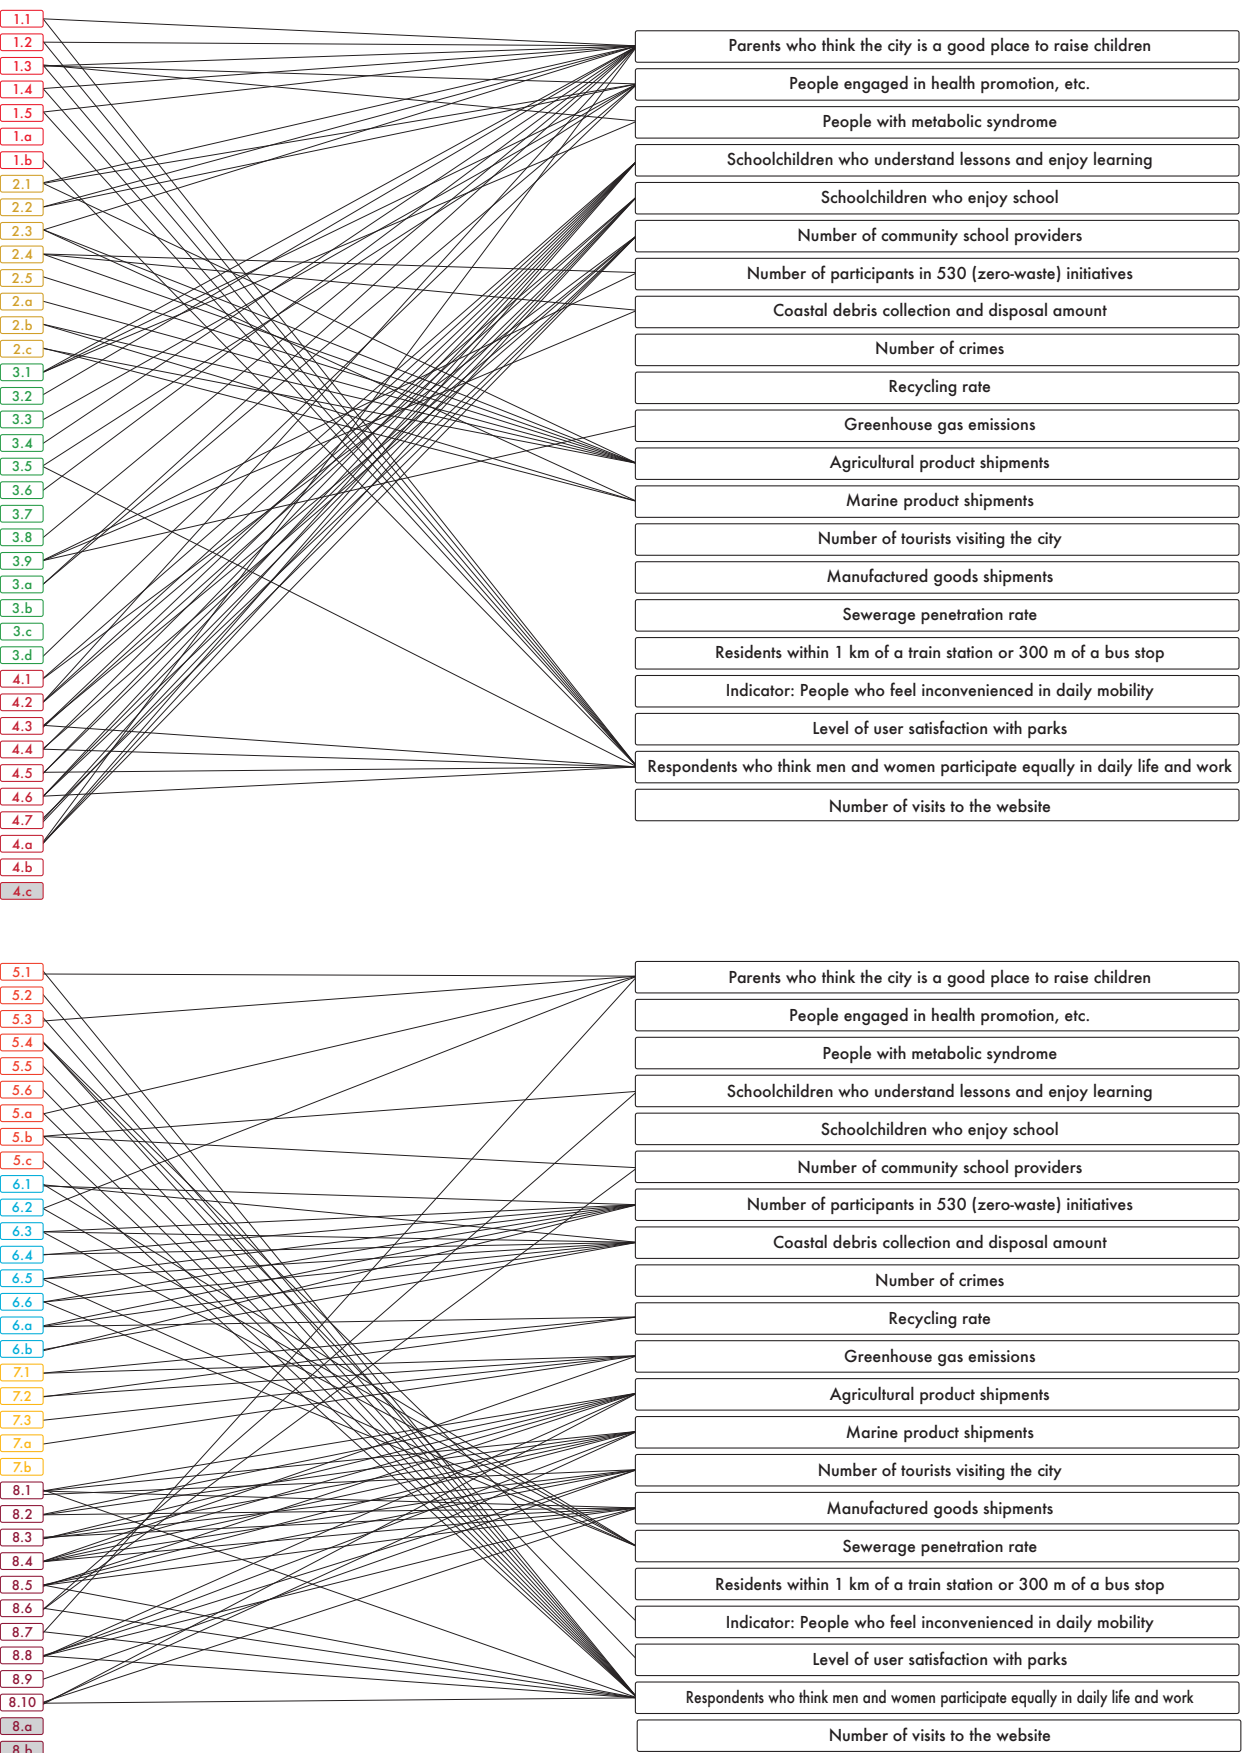 1.1
1.2
1.3
1.4
1.5
1.a
1.b
2.1
2.2
2.3
2.4
2.5
2.a
2.b
2.c
3.1
3.2
3.3
3.4
3.5
3.6
3.7
3.8
3.9
3.a
3.b
3.c
3.d
4.1
4.2
4.3
4.4
4.5
4.6
4.7
4.a
4.b
4.c
Parents who think the city is a good place to raise children
People engaged in health promotion, etc.
People with metabolic syndrome
Schoolchildren who understand lessons and enjoy learning
Schoolchildren who enjoy school
Number of community school providers
Number of participants in 530 (zero-waste) initiatives
Coastal debris collection and disposal amount
Number of crimes
Recycling rate
Greenhouse gas emissions
Agricultural product shipments
Marine product shipments
Number of tourists visiting the city
Manufactured goods shipments
Sewerage penetration rate
Residents within 1 km of a train station or 300 m of a bus stop
Indicator: People who feel inconvenienced in daily mobility
Level of user satisfaction with parks
Respondents who think men and women participate equally in daily life and work
Number of visits to the website
5.1
5.2
5.3
5.4
5.5
5.6
5.a
5.b
5.c
6.1
6.2
6.3
6.4
6.5
6.6
6.a
6.b
7.1
7.2
7.3
7.a
7.b
8.1
8.2
8.3
8.4
8.5
8.6
8.7
8.8
8.9
8.10
8.a
8.b
Parents who think the city is a good place to raise children
People engaged in health promotion, etc.
People with metabolic syndrome
Schoolchildren who understand lessons and enjoy learning
Schoolchildren who enjoy school
Number of community school providers
Number of participants in 530 (zero-waste) initiatives
Coastal debris collection and disposal amount
Number of crimes
Recycling rate
Greenhouse gas emissions
Agricultural product shipments
Marine product shipments
Number of tourists visiting the city
Manufactured goods shipments
Sewerage penetration rate
Residents within 1 km of a train station or 300 m of a bus stop
Indicator: People who feel inconvenienced in daily mobility
Level of user satisfaction with parks
Respondents who think men and women participate equally in daily life and work
Number of visits to the website